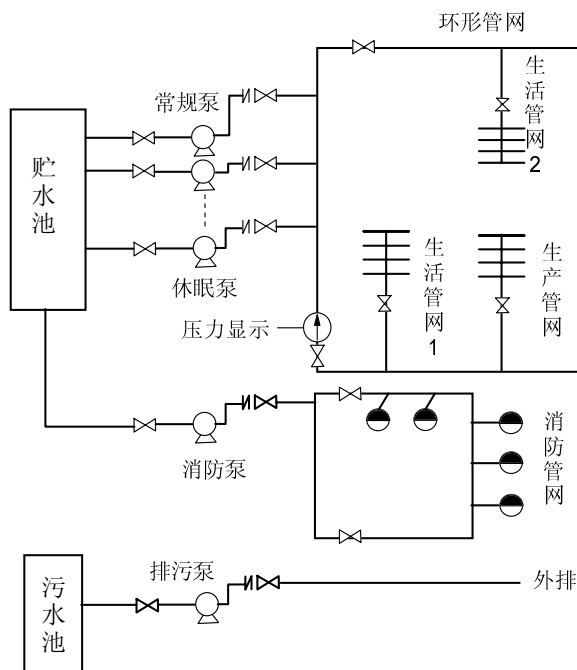 环形管网
常规泵
生活管网2
贮水池
休眠泵
生活管网1
生产管网
压力显示
消防泵
消防管网
排污泵
外排
污水池